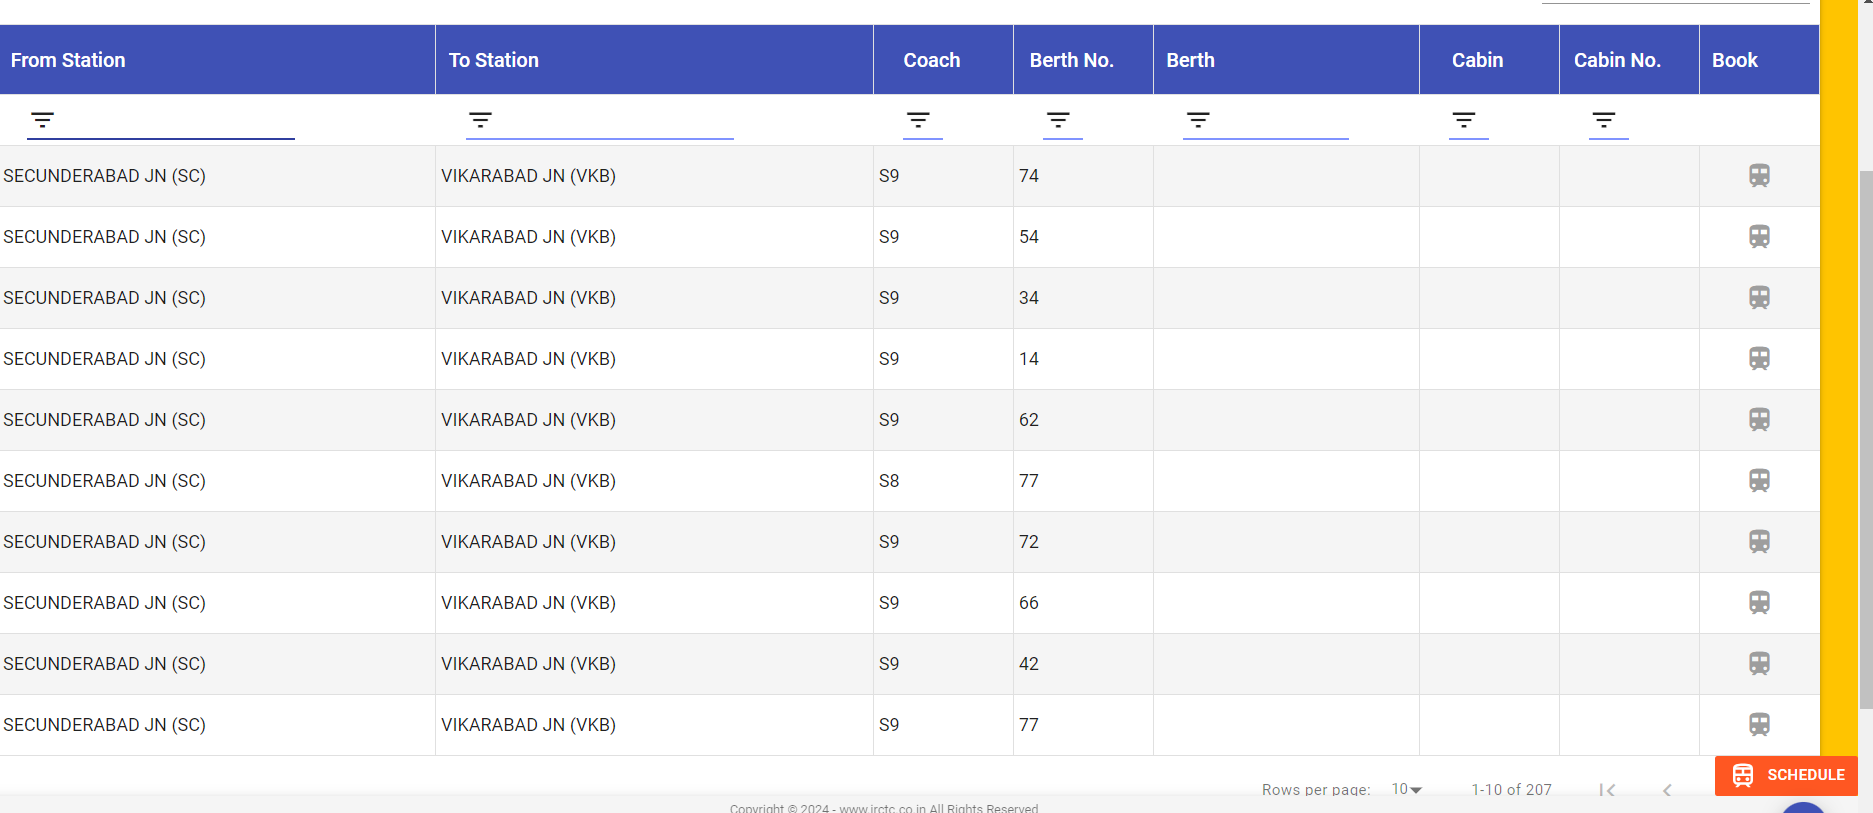 From Station To Station Coach Berth No. Berth Cabin Cabin No. Book
SECUNDERABAD JN (SC) VIKARABAD JN (VKB) S9 74
SECUNDERABAD JN (SC) VIKARABAD JN (VKB) S9 54
SECUNDERABAD JN (SC) VIKARABAD JN (VKB) S9 34
SECUNDERABAD JN (SC) VIKARABAD JN (VKB) S9 14
SECUNDERABAD JN (SC) VIKARABAD JN (VKB) S9 62
SECUNDERABAD JN (SC) VIKARABAD JN (VKB) S8 77
SECUNDERABAD JN (SC) VIKARABAD JN (VKB) S9 72
SECUNDERABAD JN (SC) VIKARABAD JN (VKB) S9 66
SECUNDERABAD JN (SC) VIKARABAD JN (VKB) S9 42
SECUNDERABAD JN (SC) VIKARABAD JN (VKB) S9 77
SCHEDULE
Rows per page: 10 1-10 of 207
Copyright © 2024 - www.irctc.co.in All Rights Reserved